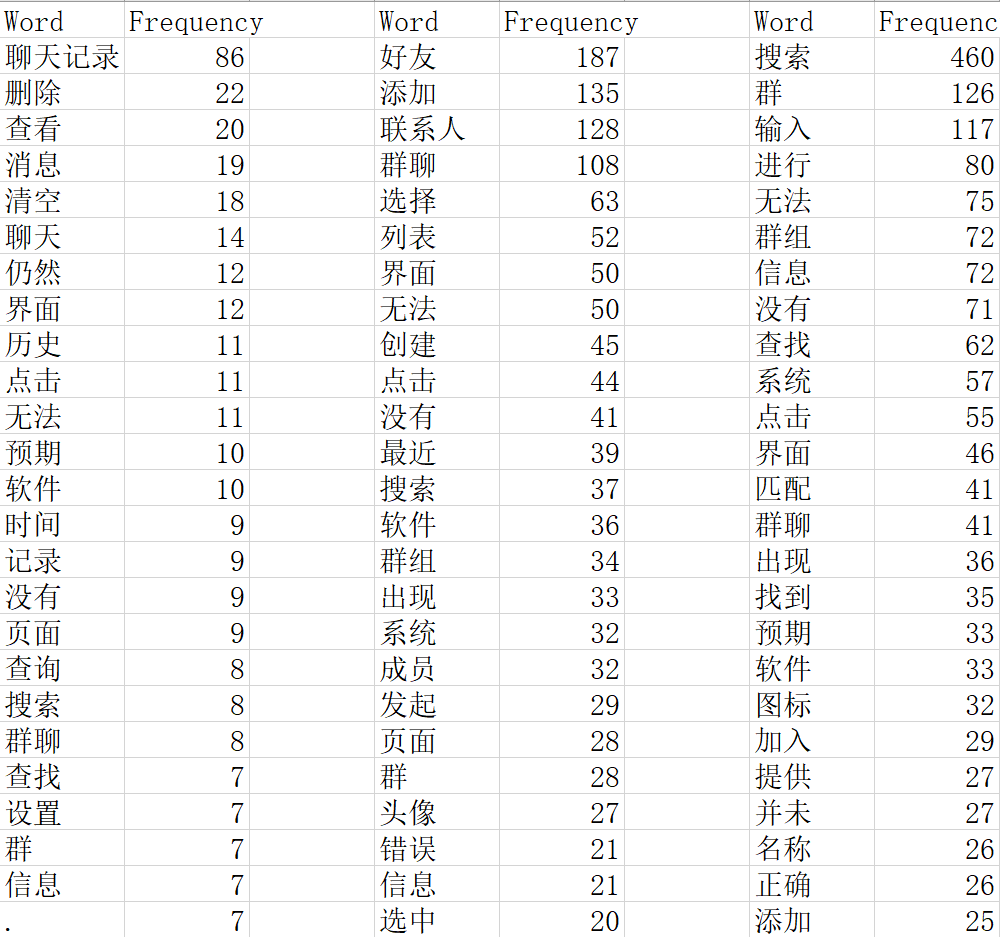 Word Frequency Word Frequency Word Frequenc
聊天记录 86 好友 187 搜索 460
删除 22 添加 135 群 126
查看 20 联系人 128 输入 117
消息 19 群聊 108 进行 80
清空 18 选择 63 无法 75
聊天 14 列表 52 群组 72
仍然 12 界面 50 信息 72
界面 12 无法 50 没有 71
历史 11 创建 45 查找 62
点击 11 点击 44 系统 57
无法 11 没有 41 点击 55
预期 10 最近 39 界面 46
软件 10 搜索 37 匹配 41
时间 9 软件 36 群聊 41
记录 9 群组 34 出现 36
没有 9 出现 33 找到 35
页面 9 系统 32 预期 33
查询 8 成员 32 软件 33
搜索 8 发起 29 图标 32
群聊 8 页面 28 加入 29
查找 7 群 28 提供 27
设置 7 头像 27 并未 27
群 7 错误 21 名称 26
信息 7 信息 21 正确 26
. 7 选中 20 添加 25